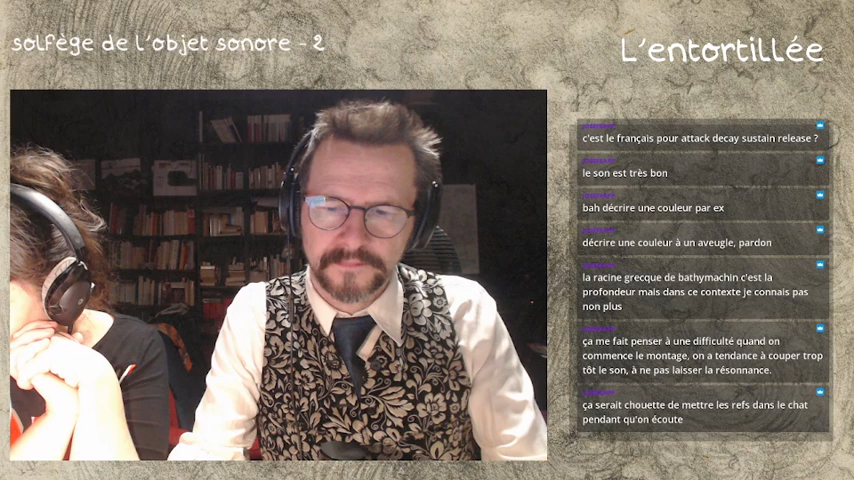 solfège de l'objet sonore - 2
L'entortillée
c'est le français pour attack decay sustain release ?
le son est très bon
bah décrire une couleur par ex
décrire une couleur à un aveugle, pardon
la racine grecque de bathymachin c'est la
profondeur mais dans ce contexte je connais pas
non plus
ça me fait penser à une difficulté quand on
commence le montage, on a tendance à couper trop
tôt le son, à ne pas laisser la résonnance.
ça serait chouette de mettre les refs dans le chat
pendant qu'on écoute